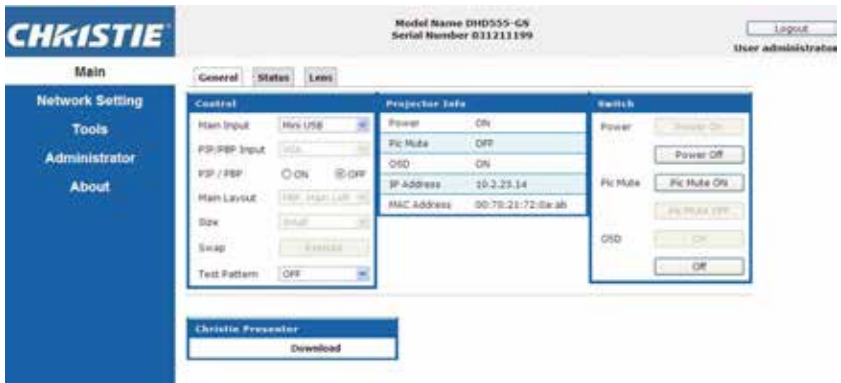 CHRISTIE
Model Name DHD555-GS
Serial Number 031211199
Logout
User administrator
Main
Network Setting
Tools
Administrator
About
General
Status
Lens
Control
Main Input
Mini USB
PIP/PBP Input
VGA
PIP / PBP
ON
OFF
Main Layout
PBP, Main Left
Size
Small
Swap
Execute
Test Pattern
OFF
Projector Info
Power ON
Pic Mute OFF
OSD ON
IP Address 10.2.25.14
MAC Address 00:70:21:72:0a:ab
Switch
Power
Power On
Power Off
Pic Mute
Pic Mute ON
Pic Mute OFF
OSD
On
Off
Christie Presenter
Download